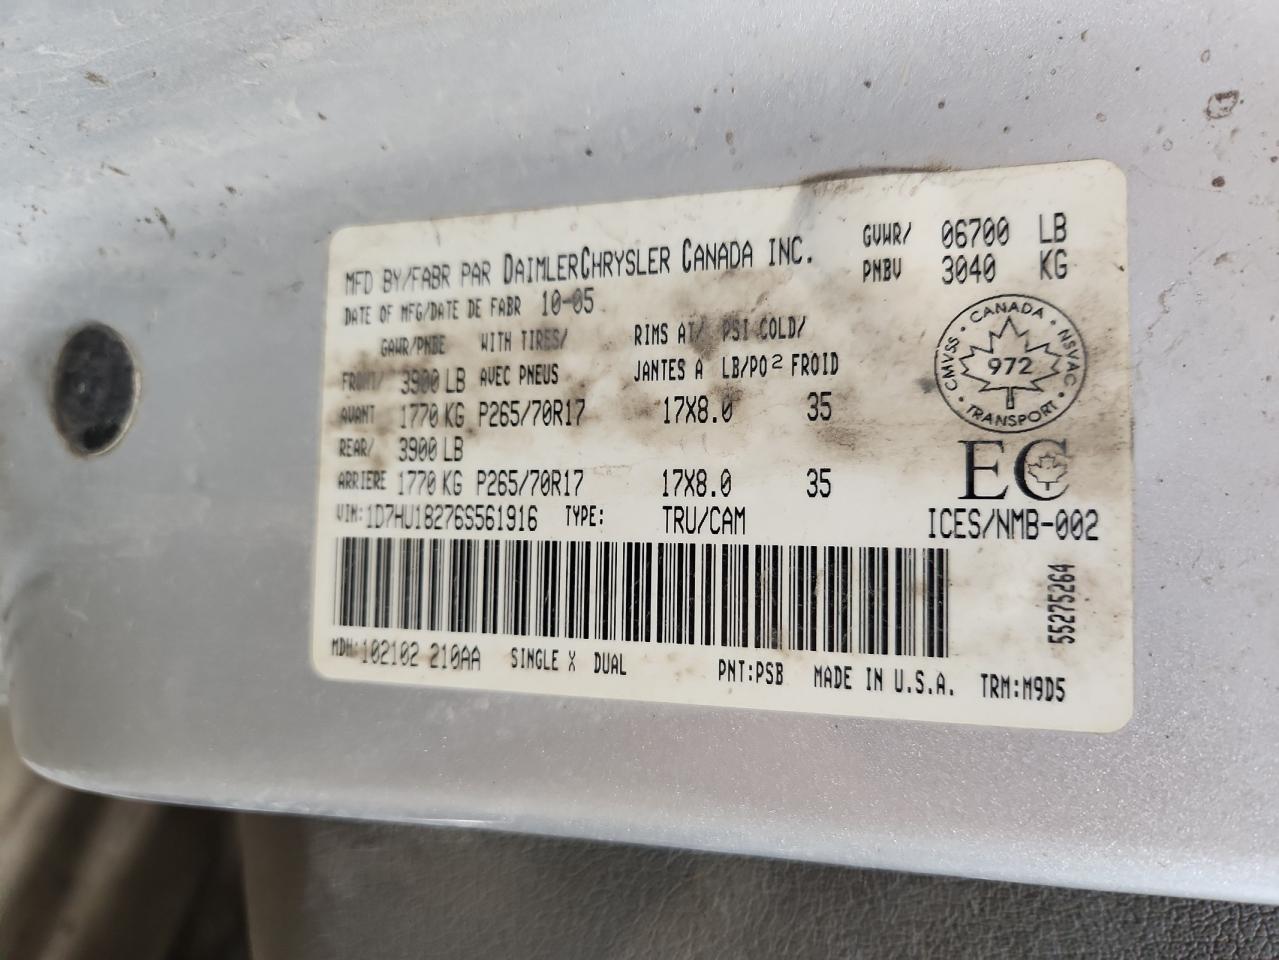 MFD BY/FABR PAR DAIMLERCHRYSLER CANADA INC.
GVWR/ 06700 LB
PNBV 3040 KG
DATE OF MFG/DATE DE FABR 10-05
GAWR/PNBE WITH TIRES/ RIMS AT/ PSI COLD/
FRONT/ 3900 LB AVEC PNEUS JANTES A LB/PO2 FROID
AVANT 1770 KG P265/70R17 17X8.0 35
REAR/ 3900 LB
ARRIERE 1770 KG P265/70R17 17X8.0 35
VIN: 1D7HU18276S561916 TYPE: TRU/CAM
CMVSS · CANADA · NSVAC · TRANSPORT ·
972
EC
ICES/NMB-002
55275264
MDH:102102 210AA SINGLE X DUAL PNT:PSB MADE IN U.S.A. TRM:M9D5